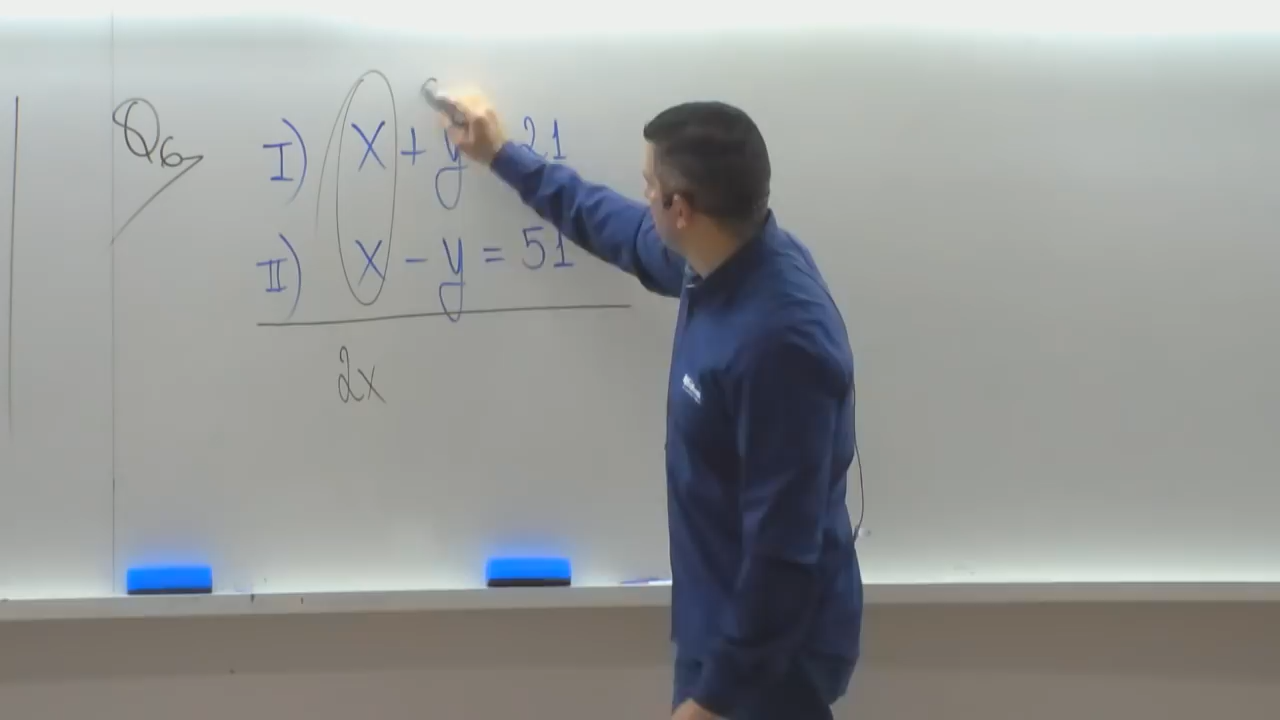 Q6
I) x + y 21
II) x - y = 51
2x